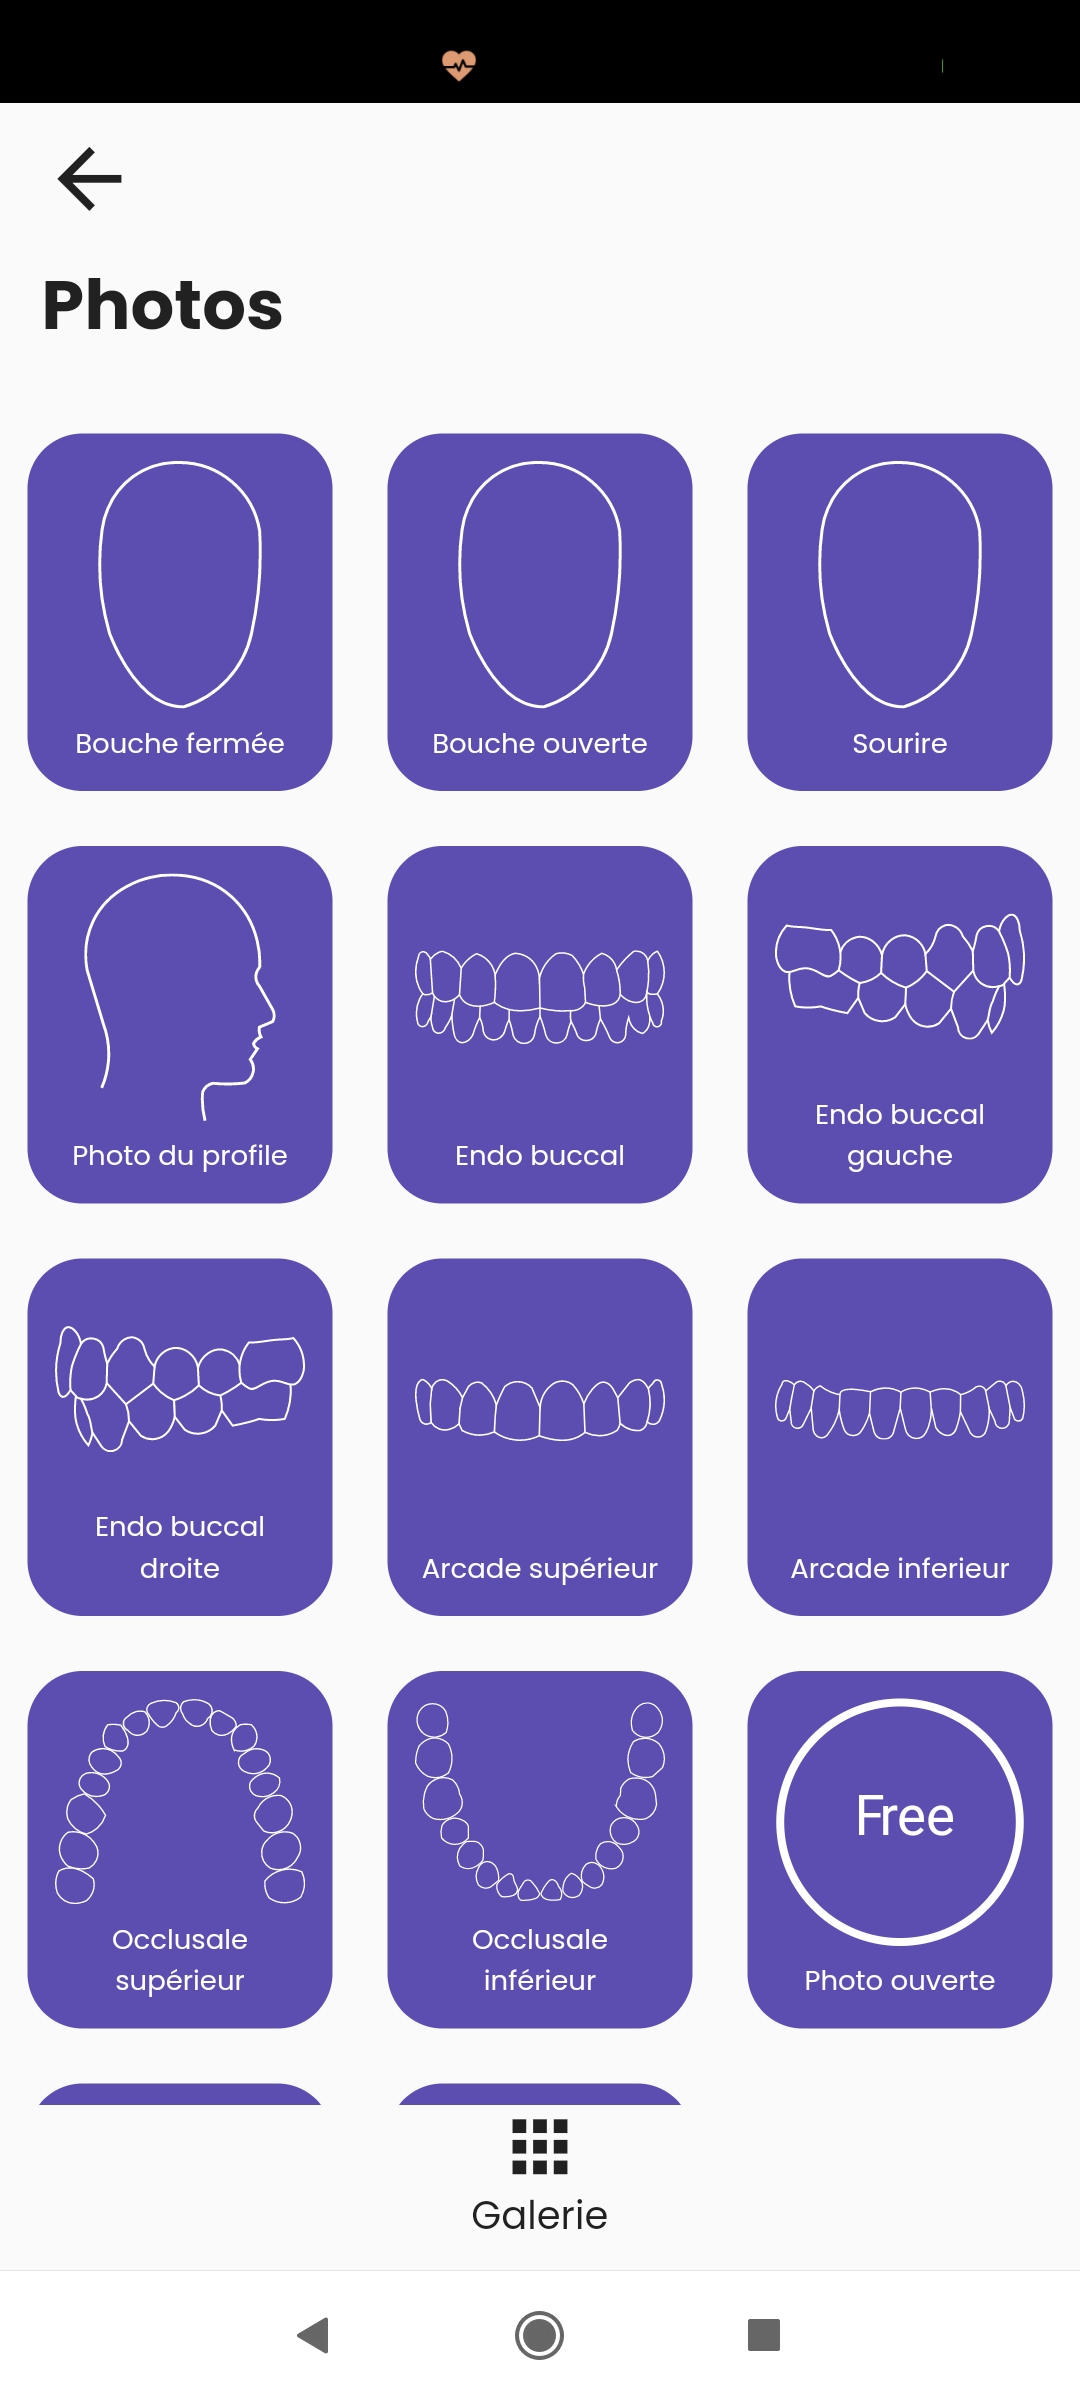 Photos
Bouche fermée
Bouche ouverte
Sourire
Photo du profile
Endo buccal
Endo buccal
gauche
Endo buccal
droite
Arcade supérieur
Arcade inferieur
Occlusale
supérieur
Occlusale
inférieur
Free
Photo ouverte
Galerie